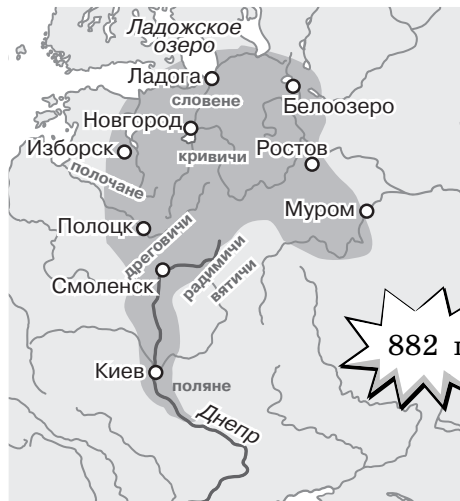 Ладожское
озеро
Ладога
словене
Белоозеро
Новгород
Изборск
кривичи
Ростов
полочане
Муром
Полоцк
дреговичи
радимичи
вятичи
Смоленск
882 г
Киев
поляне
Днепр